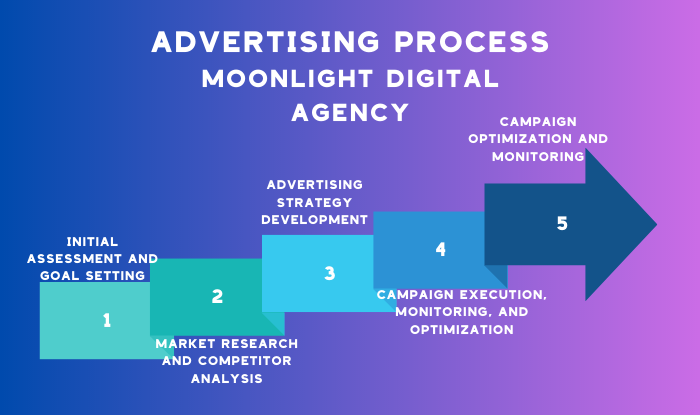 ADVERTISING PROCESS
MOONLIGHT DIGITAL
AGENCY
INITIAL
ASSESSMENT AND
GOAL SETTING
1
2
MARKET RESEARCH
AND COMPETITOR
ANALYSIS
ADVERTISING
STRATEGY
DEVELOPMENT
3
4
CAMPAIGN EXECUTION,
MONITORING, AND
OPTIMIZATION
CAMPAIGN
OPTIMIZATION AND
MONITORING
5